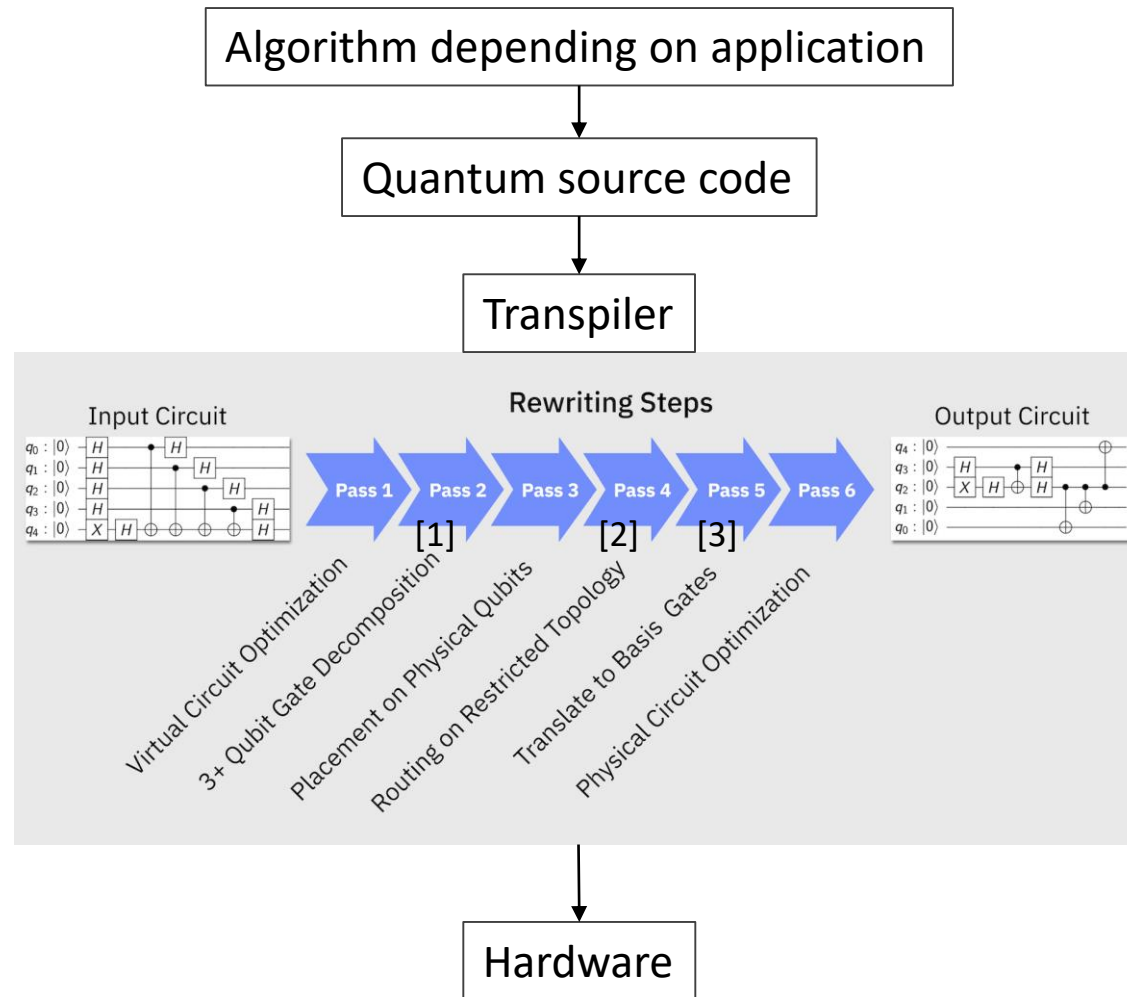 Algorithm depending on application
Quantum source code
Transpiler
Rewriting Steps
Input Circuit
Output Circuit
q0 : |0⟩ H H
q1 : |0⟩ H H
q2 : |0⟩ H H
q3 : |0⟩ H H
q4 : |0⟩ X H H
Pass 1 Pass 2 Pass 3 Pass 4 Pass 5 Pass 6
[1] [2] [3]
q4 : |0⟩
q3 : |0⟩ H H
q2 : |0⟩ X H H
q1 : |0⟩
q0 : |0⟩
Virtual Circuit Optimization
3+ Qubit Gate Decomposition
Placement on Physical Qubits
Routing on Restricted Topology
Translate to Basis Gates
Physical Circuit Optimization
Hardware